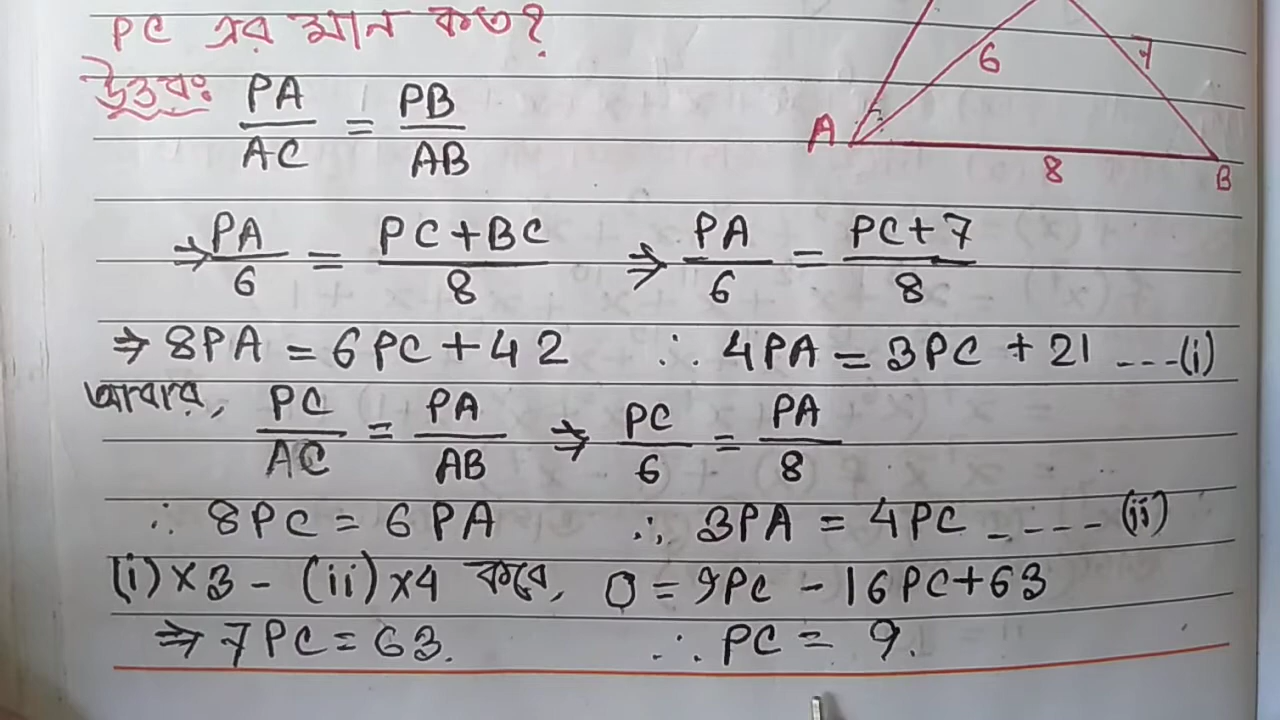 PC এর মান কত?
উত্তরঃ PA/AC = PB/AB
⇒ PA/6 = PC+BC/8 ⇒ PA/6 = PC+7/8
⇒ 8PA = 6PC+42 ∴ 4PA = 3PC+21 ---(i)
আবার, PC/AC = PA/AB ⇒ PC/6 = PA/8
∴ 8PC = 6PA ∴ 3PA = 4PC ---- (ii)
(i)×3 - (ii)×4 করে, 0 = 9PC - 16PC+63
⇒ 7PC = 63. ∴ PC = 9.
6
7
A
8
B